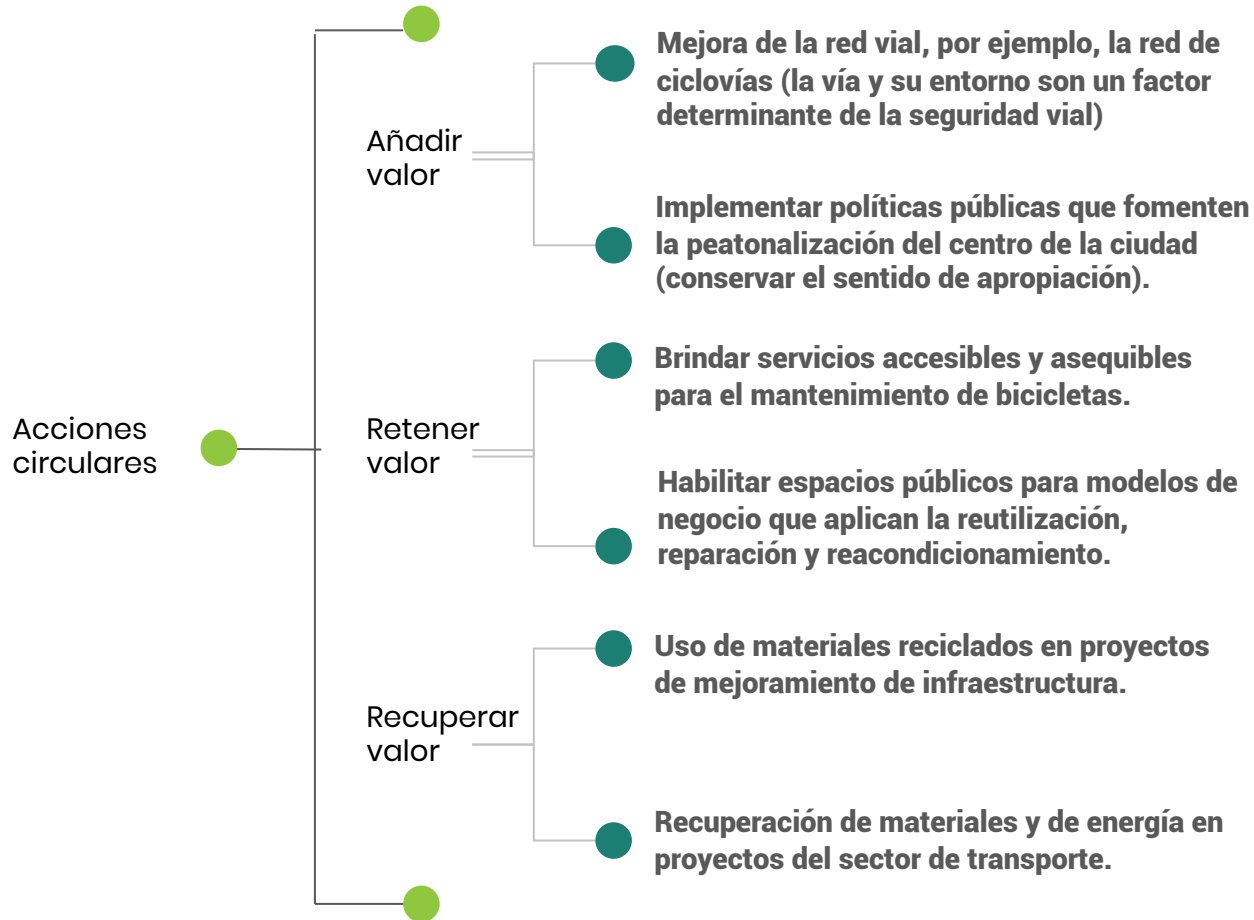 Acciones
circulares
Añadir
valor
Mejora de la red vial, por ejemplo, la red de
ciclovías (la vía y su entorno son un factor
determinante de la seguridad vial)
Implementar políticas públicas que fomenten
la peatonalización del centro de la ciudad
(conservar el sentido de apropiación).
Retener
valor
Brindar servicios accesibles y asequibles
para el mantenimiento de bicicletas.
Habilitar espacios públicos para modelos de
negocio que aplican la reutilización,
reparación y reacondicionamiento.
Recuperar
valor
Uso de materiales reciclados en proyectos
de mejoramiento de infraestructura.
Recuperación de materiales y de energía en
proyectos del sector de transporte.